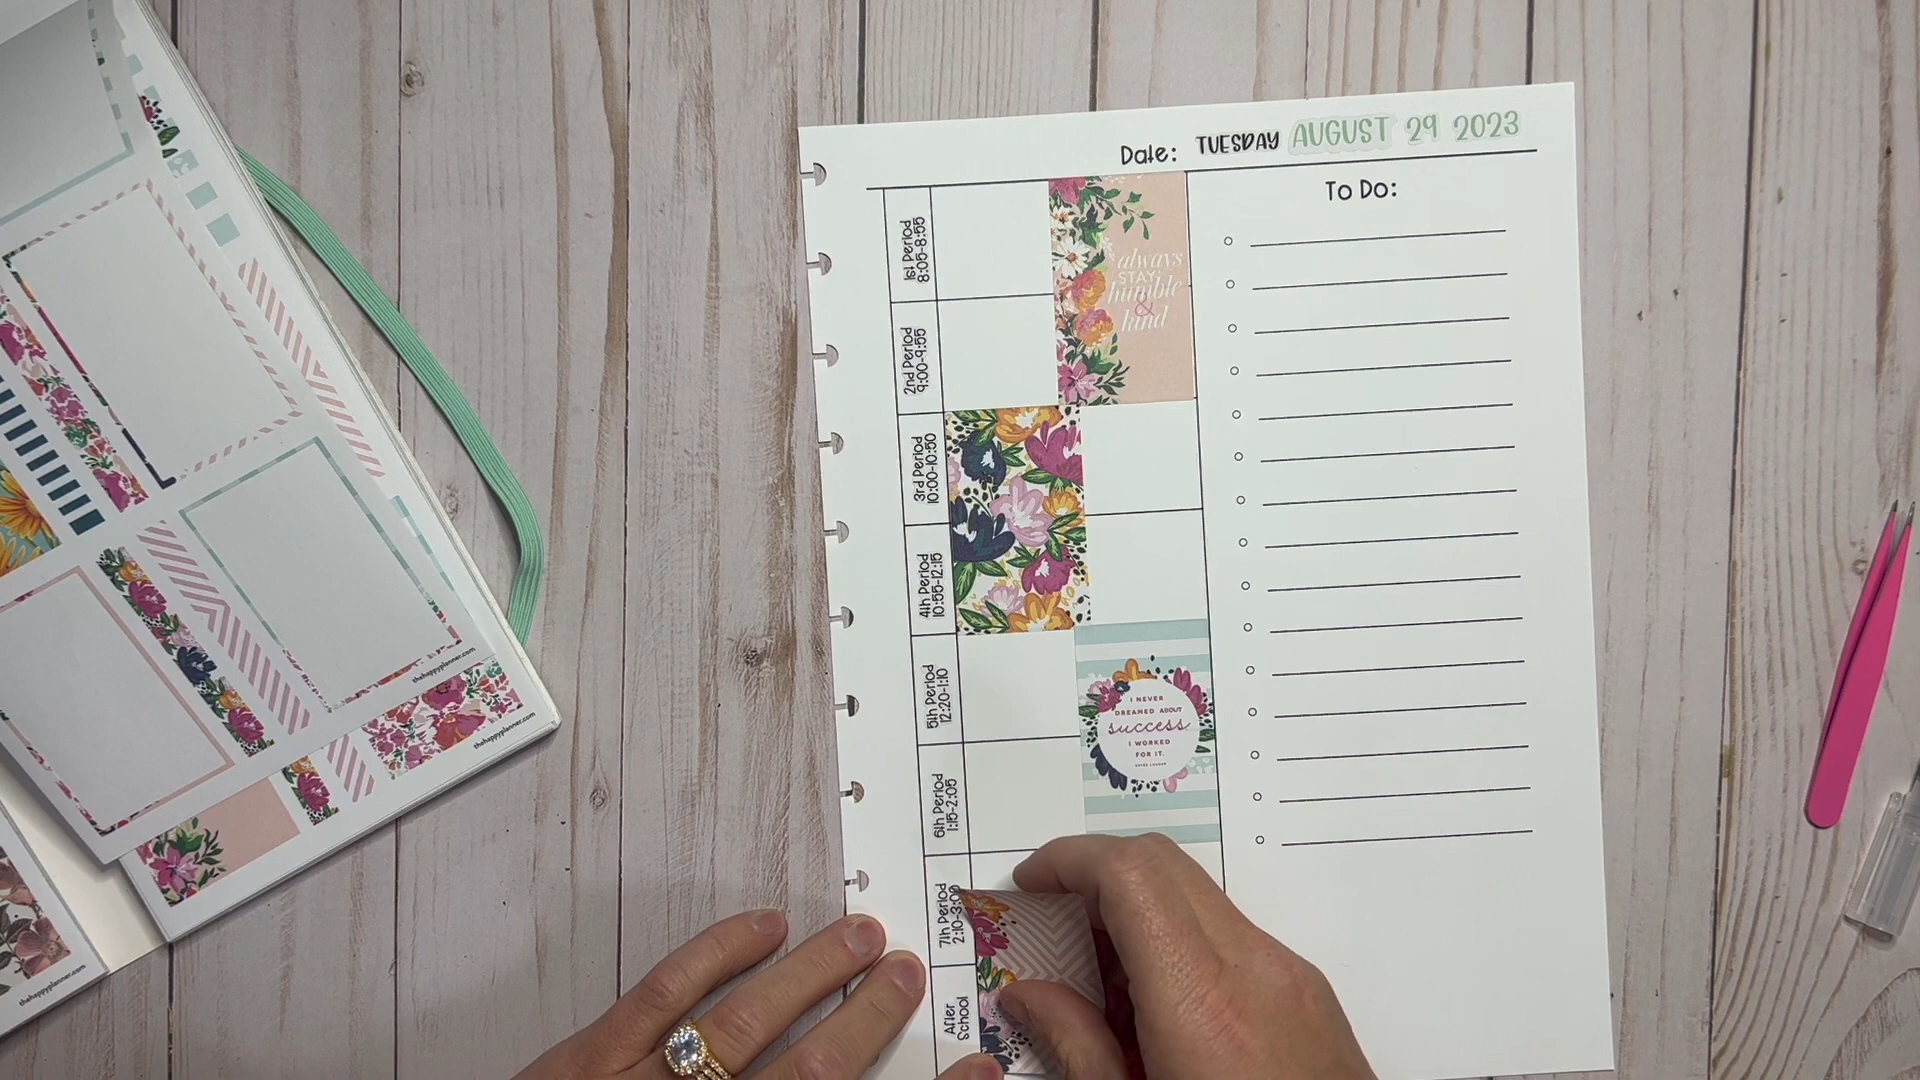 Date: TUESDAY AUGUST 29 2023
To Do:
1st Period
8:05-8:55
2nd Period
9:00-9:55
3rd Period
10:00-10:50
4th Period
10:55-12:15
5th Period
12:20-1:10
6th Period
1:15-2:05
7th Period
2:10-3:00
After
School
always
STAY
humble
&
kind
I NEVER
DREAMED ABOUT
success.
I WORKED
FOR IT.
ESTÉE LAUDER
thehappyplanner.com
thehappyplanner.com
thehappyplanner.com